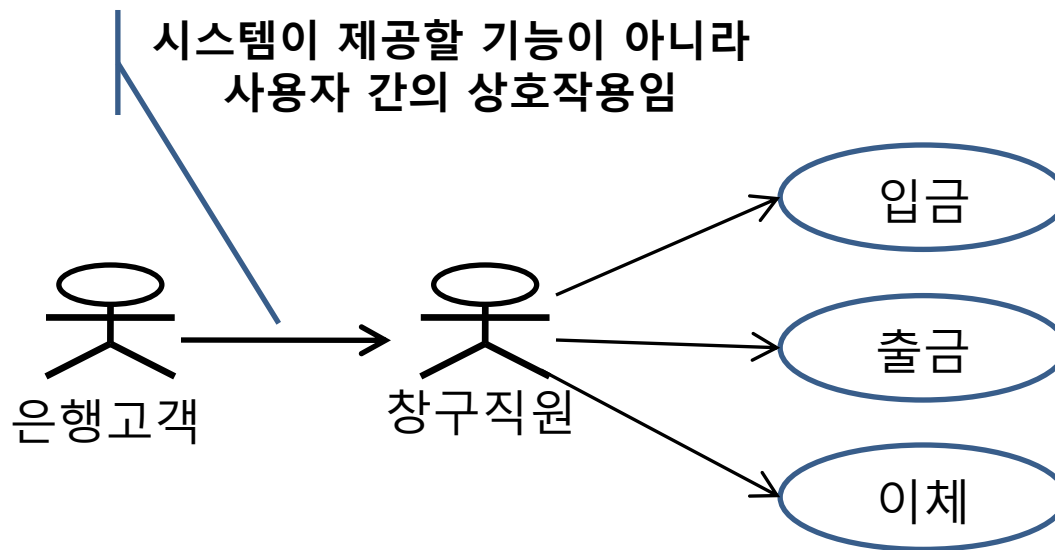 시스템이 제공할 기능이 아니라
사용자 간의 상호작용임
입금
출금
은행고객
창구직원
이체